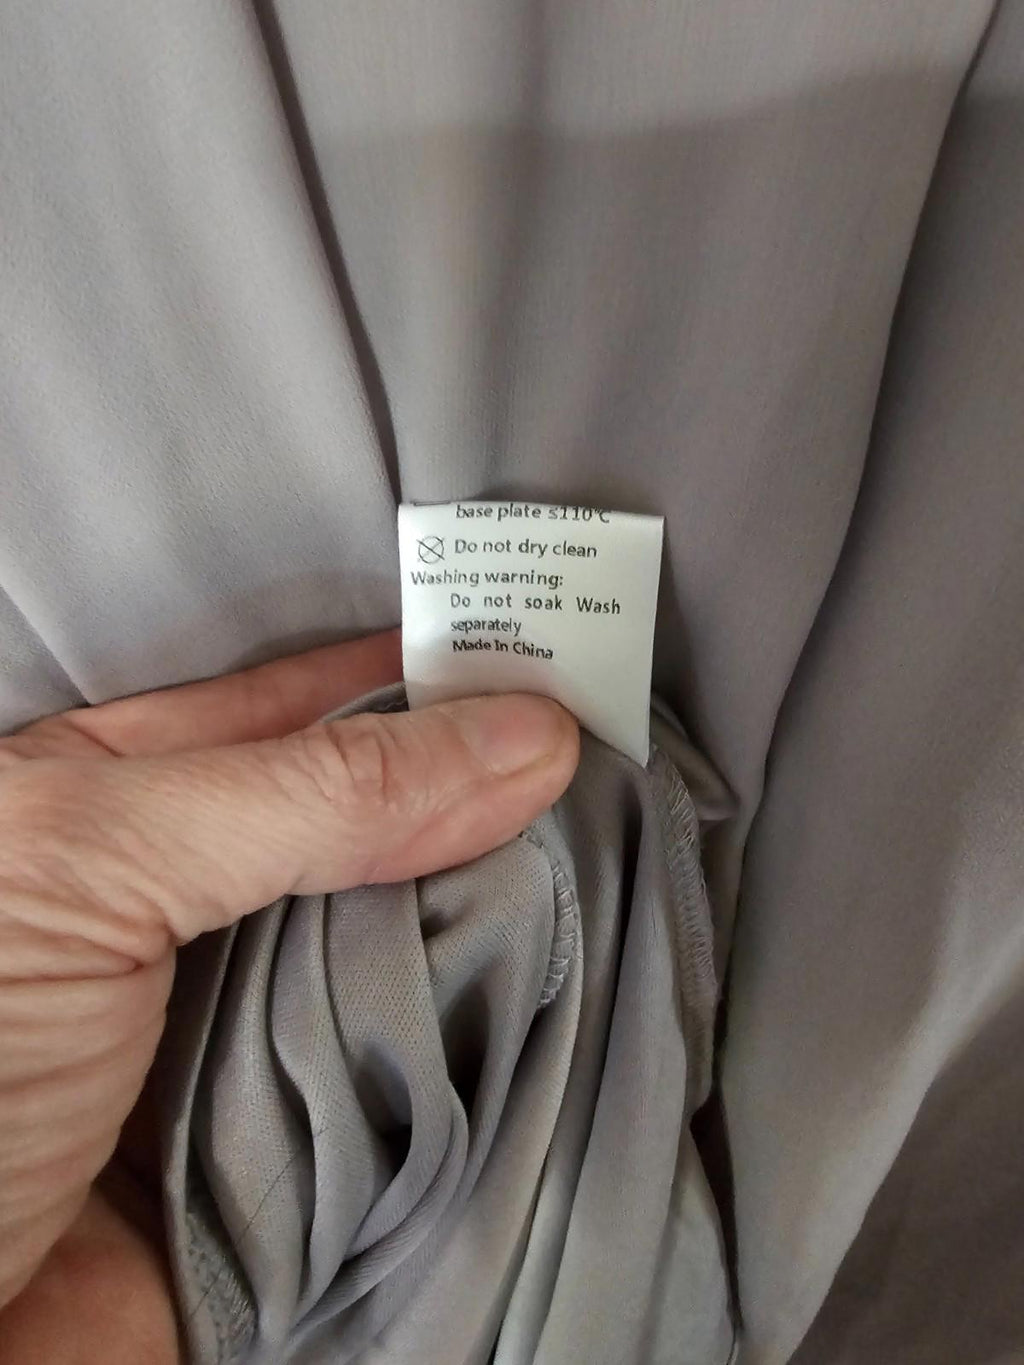 base plate ≤110℃
Do not dry clean
Washing warning:
Do not soak Wash
separately
Made In China